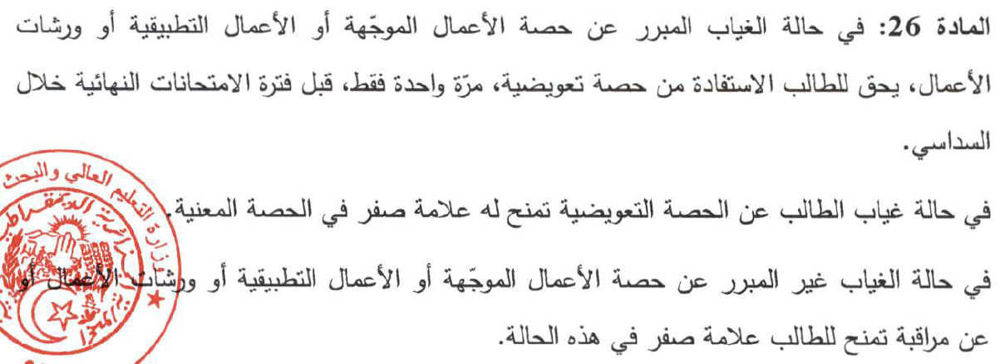 المادة 26: في حالة الغياب المبرر عن حصة الأعمال الموجّهة أو الأعمال التطبيقية أو ورشات
الأعمال، يحق للطالب الاستفادة من حصة تعويضية، مرّة واحدة فقط، قبل فترة الامتحانات النهائية خلال
السداسي.
وزارة التعليم العالي والبحث
في حالة غياب الطالب عن الحصة التعويضية تمنح له علامة صفر في الحصة المعنية.
في حالة الغياب غير المبرر عن حصة الأعمال الموجّهة أو الأعمال التطبيقية أو ورشات الأعمال أو
عن مراقبة تمنح للطالب علامة صفر في هذه الحالة.